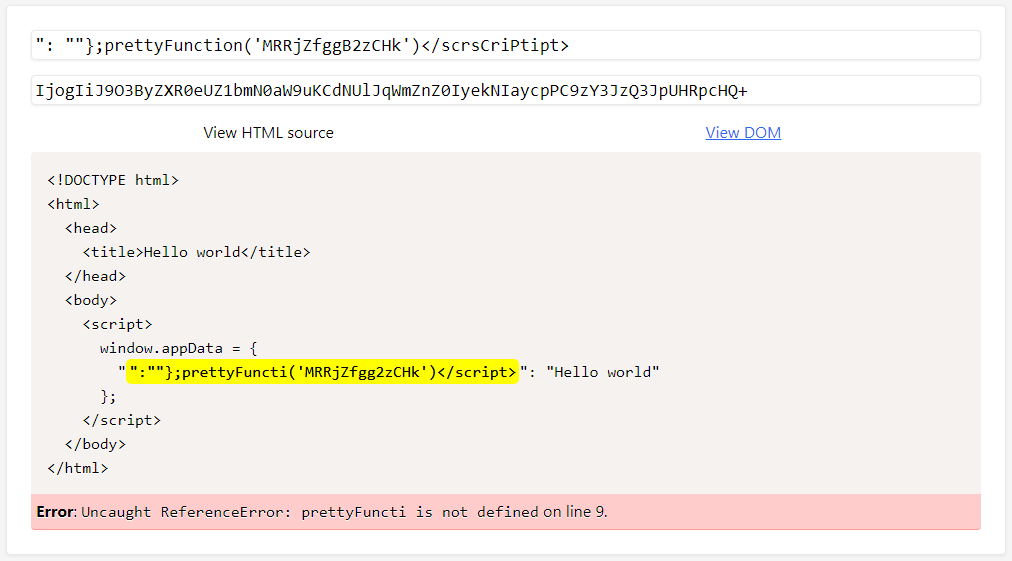 ": ""};prettyFunction('MRRjZfggB2zCHk')</scrsCriPtipt>
IjogIiJ9O3ByZXR0eUZ1bmN0aW9uKCdNUlJqWmZnZ0IyekNIaycpPC9zY3JzQ3JpUHRpcHQ+
View HTML source
View DOM
<!DOCTYPE html>
<html>
<head>
<title>Hello world</title>
</head>
<body>
<script>
window.appData = {
"":""};prettyFuncti('MRRjZfgg2zCHk')</script>": "Hello world"
};
</script>
</body>
</html>
Error: Uncaught ReferenceError: prettyFuncti is not defined on line 9.